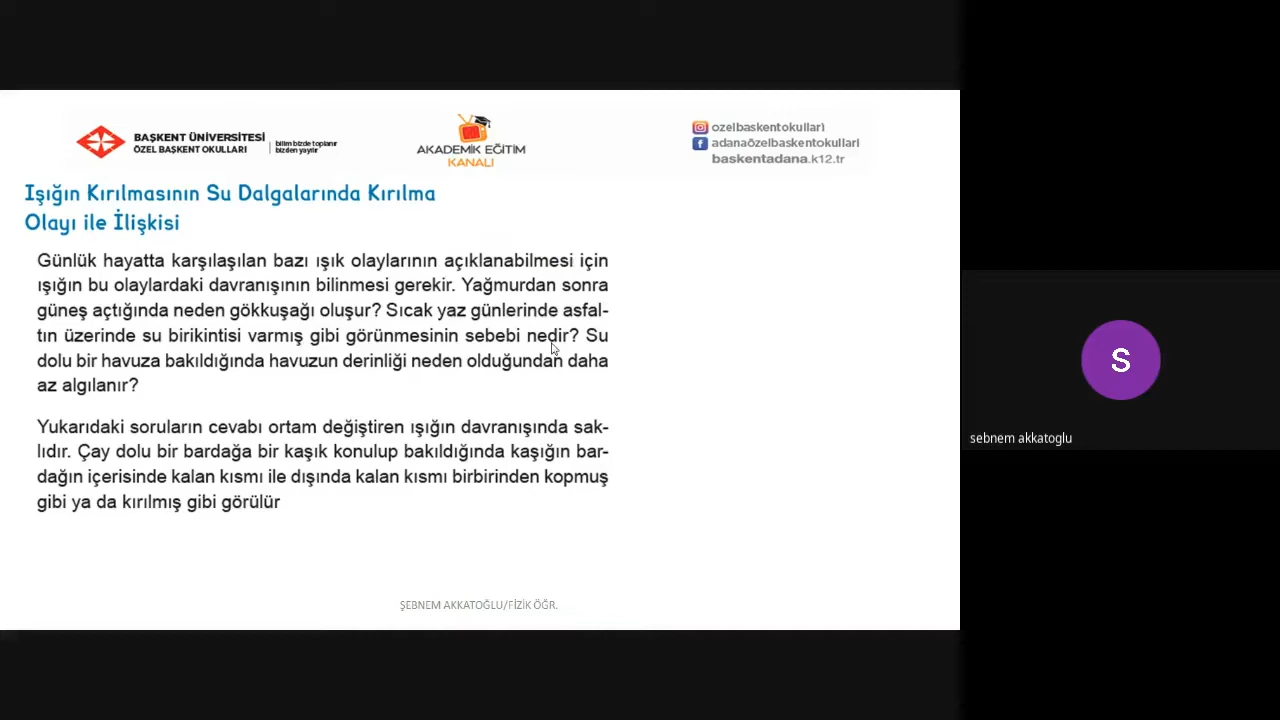 BAŞKENT ÜNİVERSİTESİ
ÖZEL BAŞKENT OKULLARI
bilim bizde toplanır
bizden yayılır
AKADEMİK EĞİTİM
KANALI
ozelbaskentokullari
adanaözelbaskentokullari
baskentadana.k12.tr
Işığın Kırılmasının Su Dalgalarında Kırılma
Olayı ile İlişkisi
Günlük hayatta karşılaşılan bazı ışık olaylarının açıklanabilmesi için
ışığın bu olaylardaki davranışının bilinmesi gerekir. Yağmurdan sonra
güneş açtığında neden gökkuşağı oluşur? Sıcak yaz günlerinde asfal-
tın üzerinde su birikintisi varmış gibi görünmesinin sebebi nedir? Su
dolu bir havuza bakıldığında havuzun derinliği neden olduğundan daha
az algılanır?
Yukarıdaki soruların cevabı ortam değiştiren ışığın davranışında sak-
lıdır. Çay dolu bir bardağa bir kaşık konulup bakıldığında kaşığın bar-
dağın içerisinde kalan kısmı ile dışında kalan kısmı birbirinden kopmuş
gibi ya da kırılmış gibi görülür
ŞEBNEM AKKATOĞLU/FİZİK ÖĞR.
S
sebnem akkatoglu